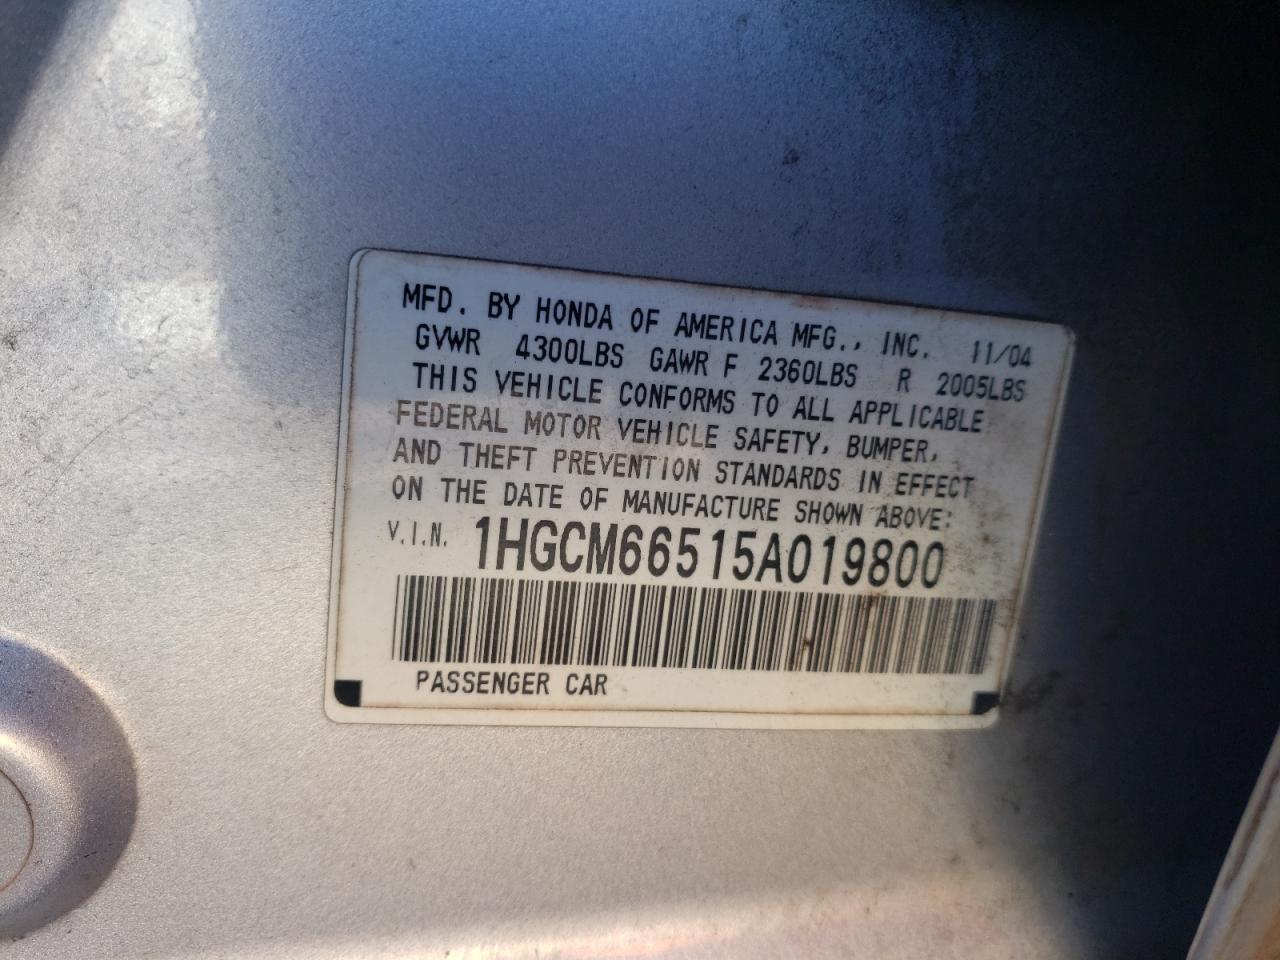 MFD. BY HONDA OF AMERICA MFG., INC. 11/04
GVWR 4300LBS GAWR F 2360LBS R 2005LBS
THIS VEHICLE CONFORMS TO ALL APPLICABLE
FEDERAL MOTOR VEHICLE SAFETY, BUMPER,
AND THEFT PREVENTION STANDARDS IN EFFECT
ON THE DATE OF MANUFACTURE SHOWN ABOVE:
V.I.N. 1HGCM66515A019800
PASSENGER CAR